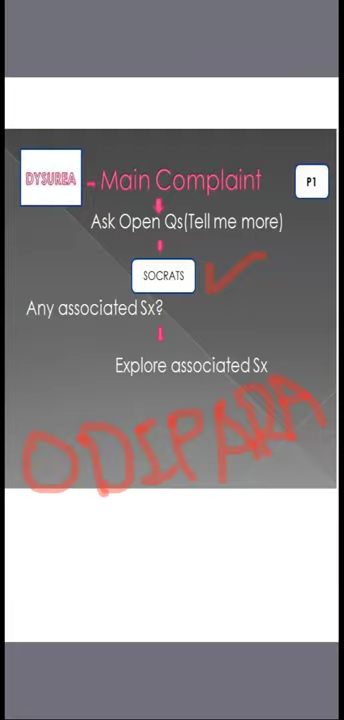 DYSUREA – Main Complaint P1
Ask Open Qs(Tell me more)
SOCRATS
Any associated Sx?
Explore associated Sx
ODIPARA